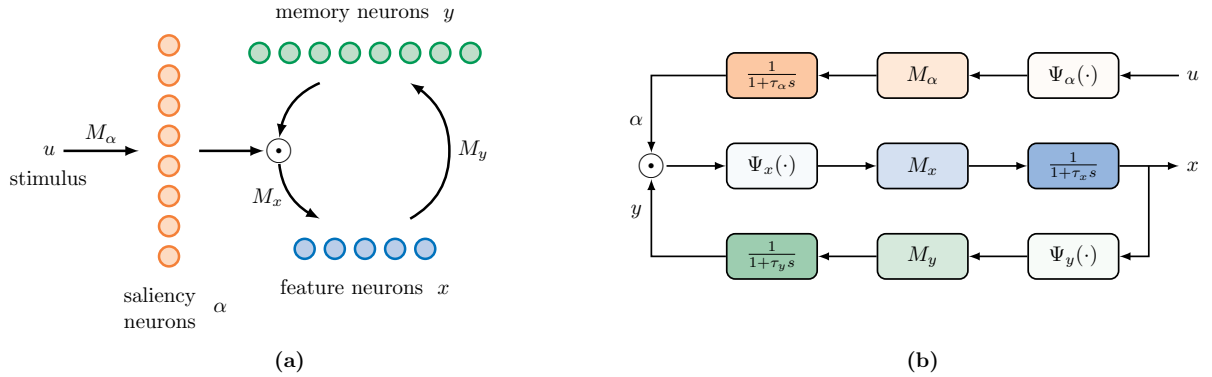 memory neurons y
u
M_α
stimulus
M_x
M_y
feature neurons x
saliency
neurons α
(a)
1/(1+τ_α s)
M_α
Ψ_α(·)
u
α
Ψ_x(·)
M_x
1/(1+τ_x s)
x
y
1/(1+τ_y s)
M_y
Ψ_y(·)
(b)